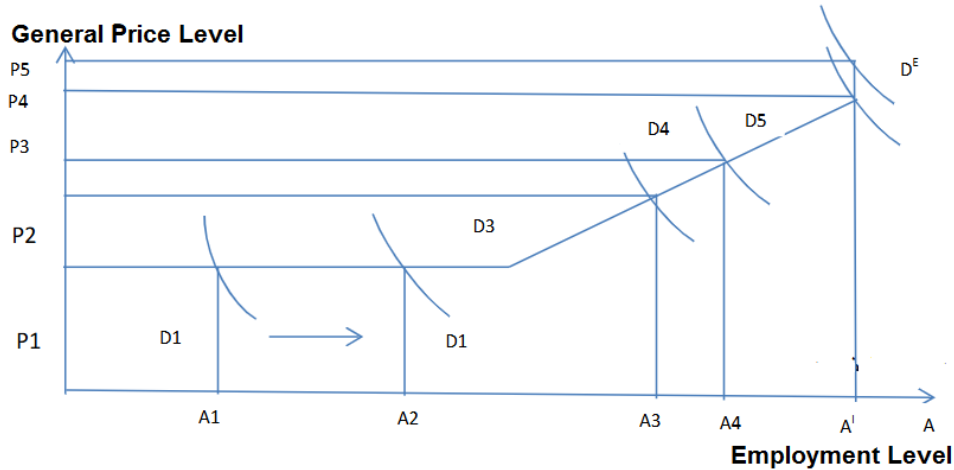 General Price Level
P5
D^E
P4
D4
D5
P3
P2
D3
P1
D1
D1
A1
A2
A3
A4
A^I
A
Employment Level